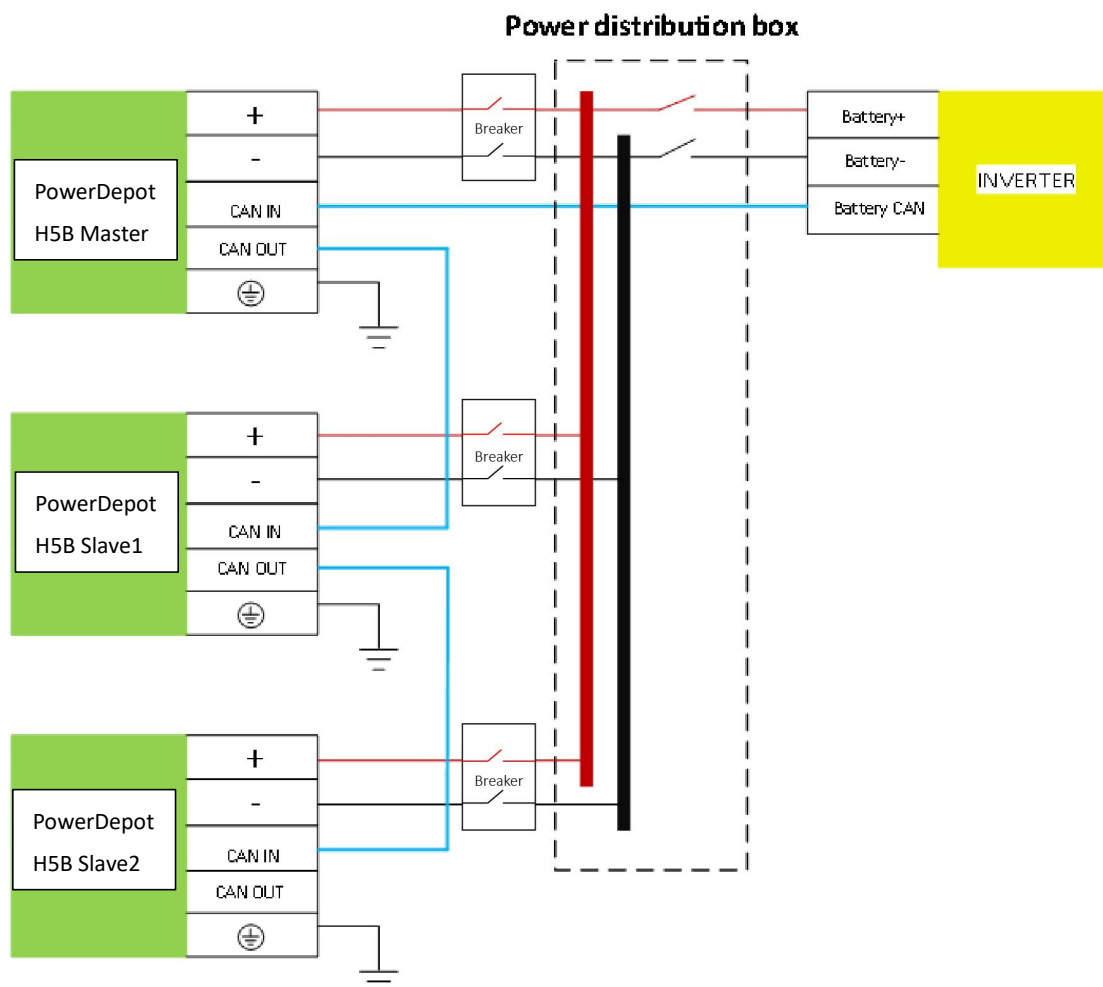 Power distribution box
+
-
CAN IN
CAN OUT
PowerDepot
H5B Master
Breaker
Battery+
Battery-
Battery CAN
INVERTER
+
-
CAN IN
CAN OUT
PowerDepot
H5B Slave1
Breaker
+
-
CAN IN
CAN OUT
PowerDepot
H5B Slave2
Breaker